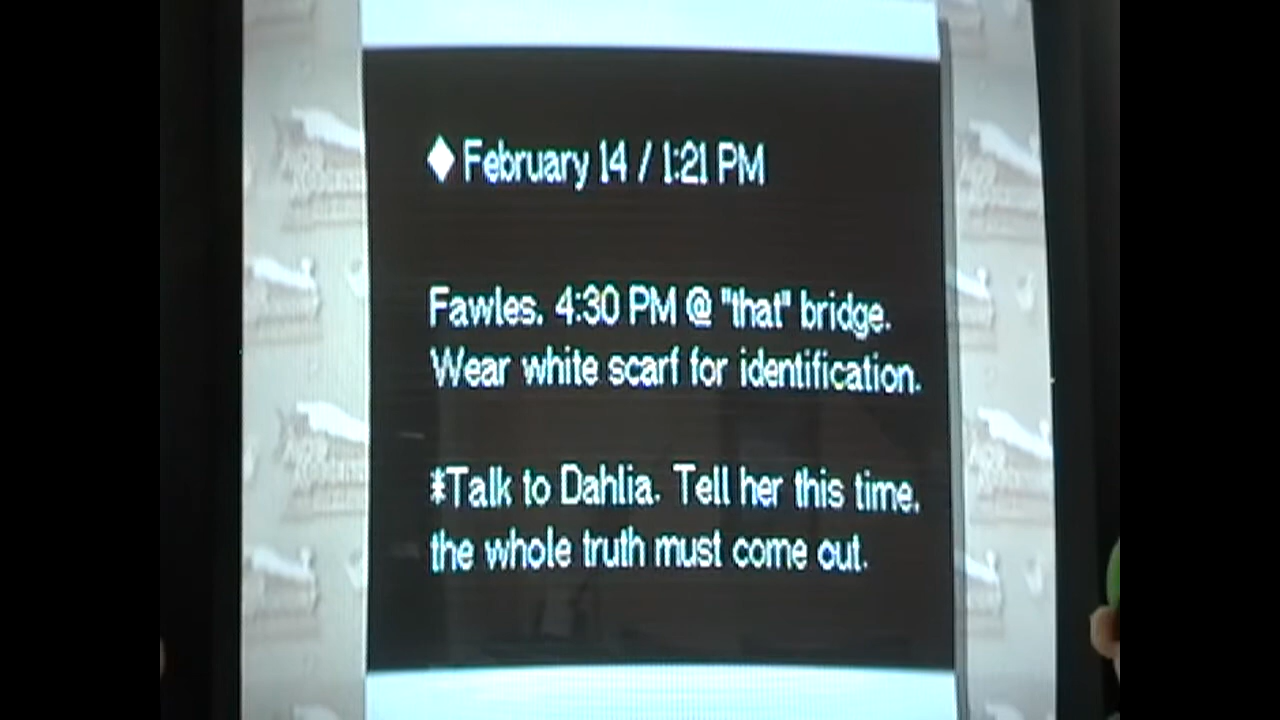 ♦ February 14 / 1:21 PM
Fawles. 4:30 PM @ "that" bridge.
Wear white scarf for identification.
*Talk to Dahlia. Tell her this time,
the whole truth must come out.